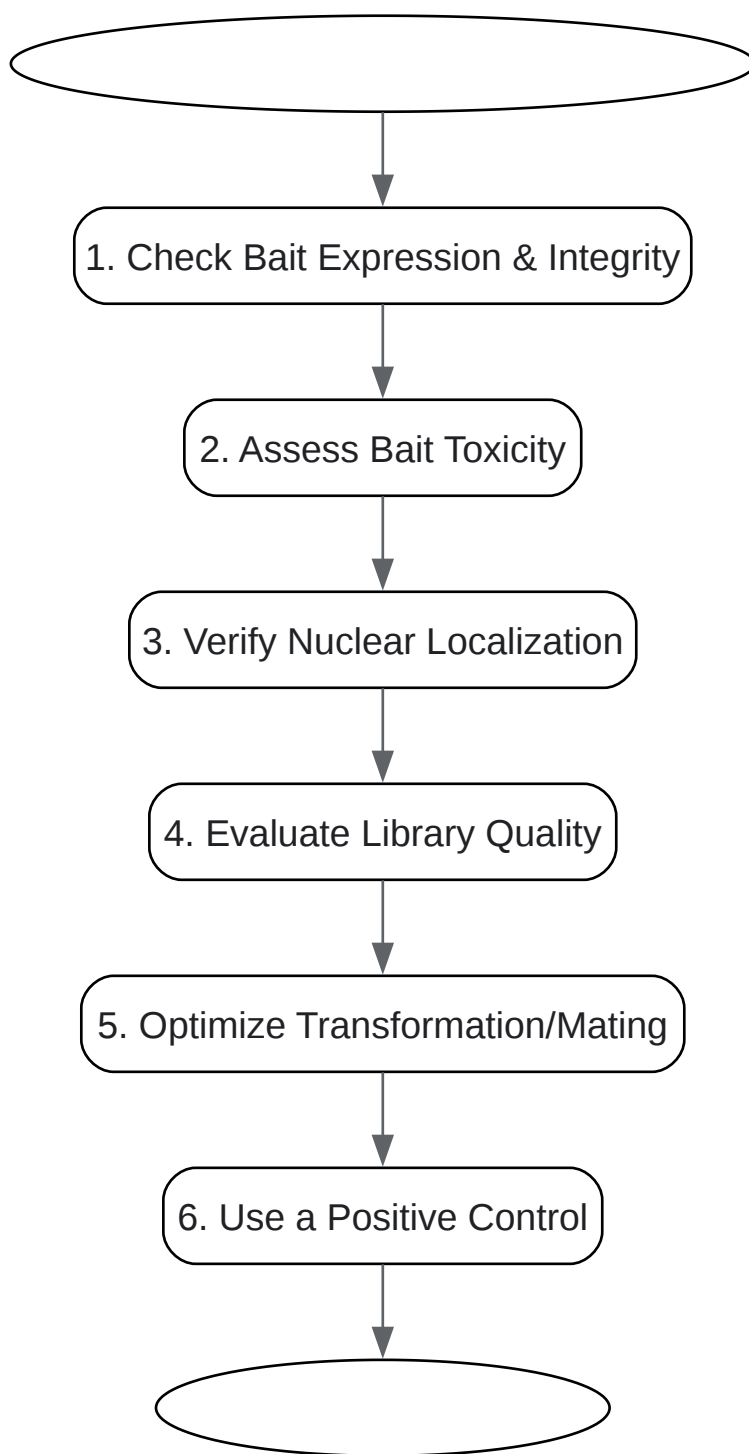 1. Check Bait Expression & Integrity
2. Assess Bait Toxicity
3. Verify Nuclear Localization
4. Evaluate Library Quality
5. Optimize Transformation/Mating
6. Use a Positive Control